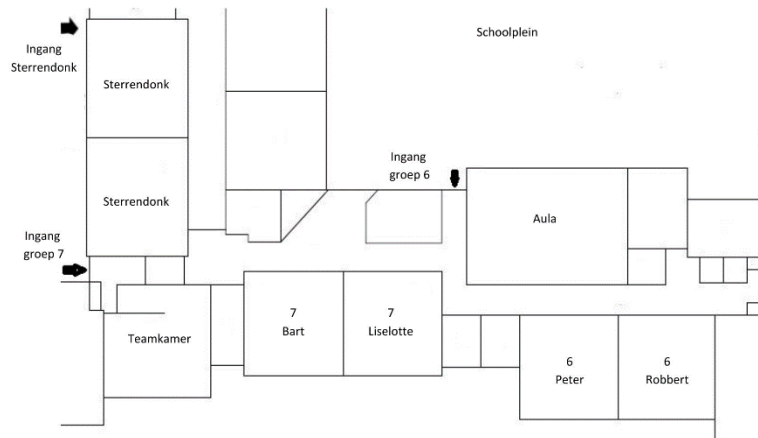 Ingang
Sterrendonk
Schoolplein
Sterrendonk
Ingang
groep 6
Sterrendonk
Aula
Ingang
groep 7
7
Bart
7
Liselotte
Teamkamer
6
Peter
6
Robbert